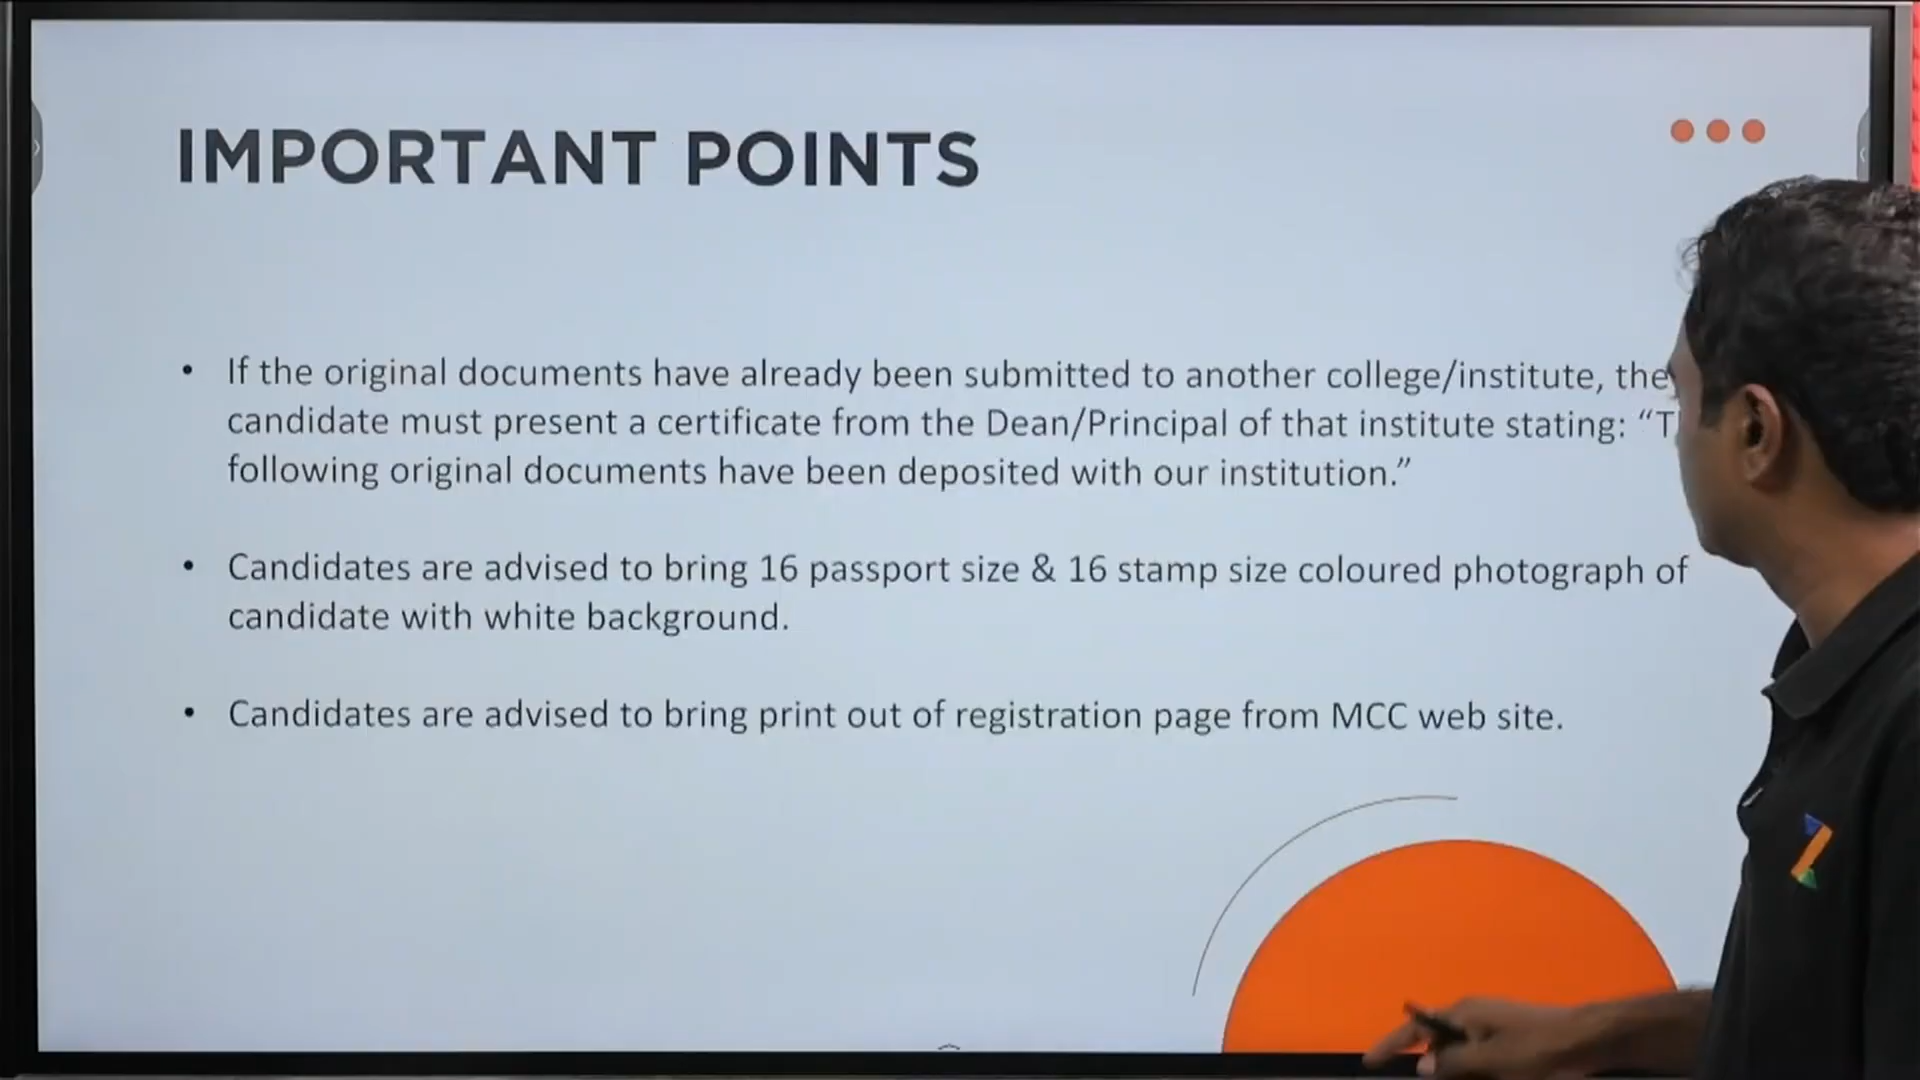 IMPORTANT POINTS
• If the original documents have already been submitted to another college/institute, the
candidate must present a certificate from the Dean/Principal of that institute stating: “
following original documents have been deposited with our institution.”
• Candidates are advised to bring 16 passport size & 16 stamp size coloured photograph of
candidate with white background.
• Candidates are advised to bring print out of registration page from MCC web site.